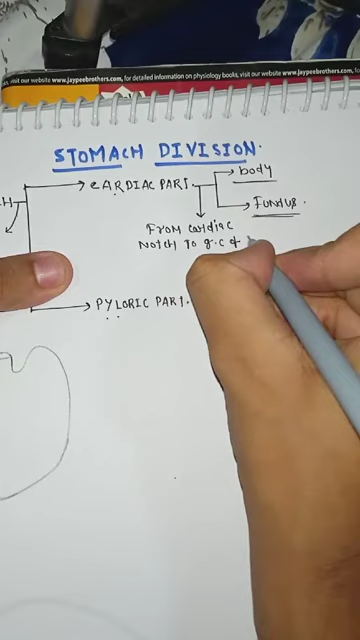 visit our website www.jaypeebrothers.com, for detailed information on physiology books, visit our website www.jaypeebrothers.com
STOMACH DIVISION.
CARDIAC PART.
body
Fundus.
From Cardiac
Notch To g.c of
H
PYLORIC PART.